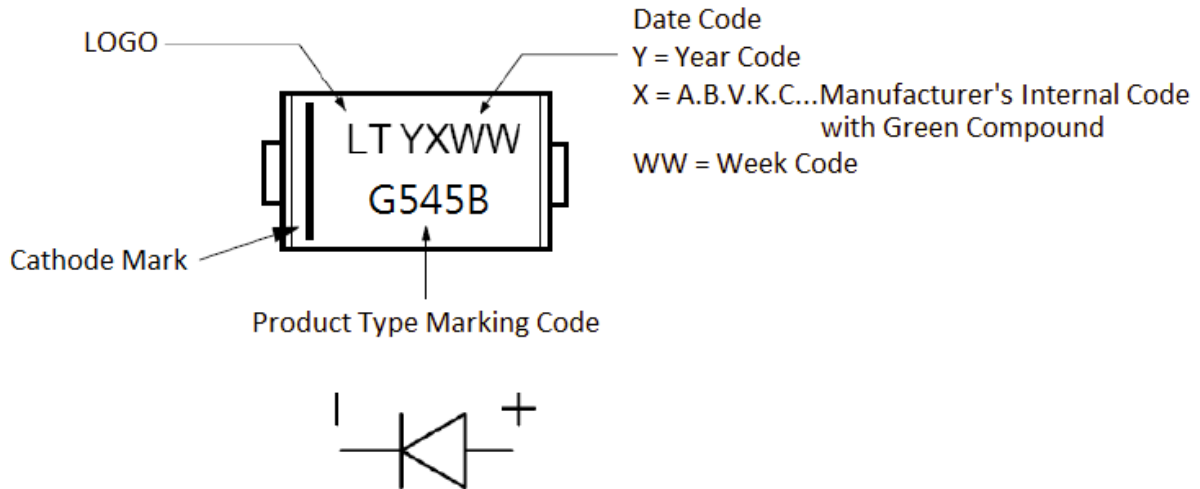 LOGO
Date Code
Y = Year Code
X = A.B.V.K.C...Manufacturer's Internal Code
with Green Compound
WW = Week Code
LT YXWW
G545B
Cathode Mark
Product Type Marking Code
− +